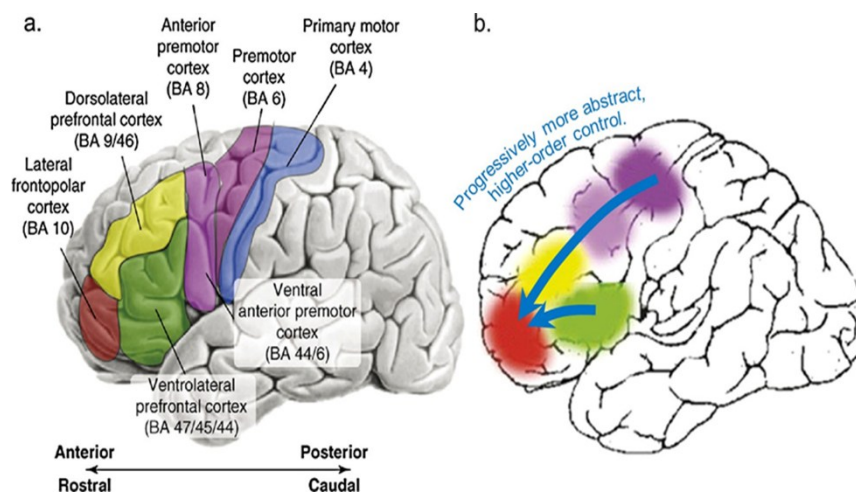 a.
Anterior
premotor
cortex
(BA 8)
Premotor
cortex
(BA 6)
Primary motor
cortex
(BA 4)
Dorsolateral
prefrontal cortex
(BA 9/46)
Lateral
frontopolar
cortex
(BA 10)
Ventral
anterior premotor
cortex
(BA 44/6)
Ventrolateral
prefrontal cortex
(BA 47/45/44)
Anterior
Posterior
Rostral
Caudal
b.
Progressively more abstract,
higher-order control.